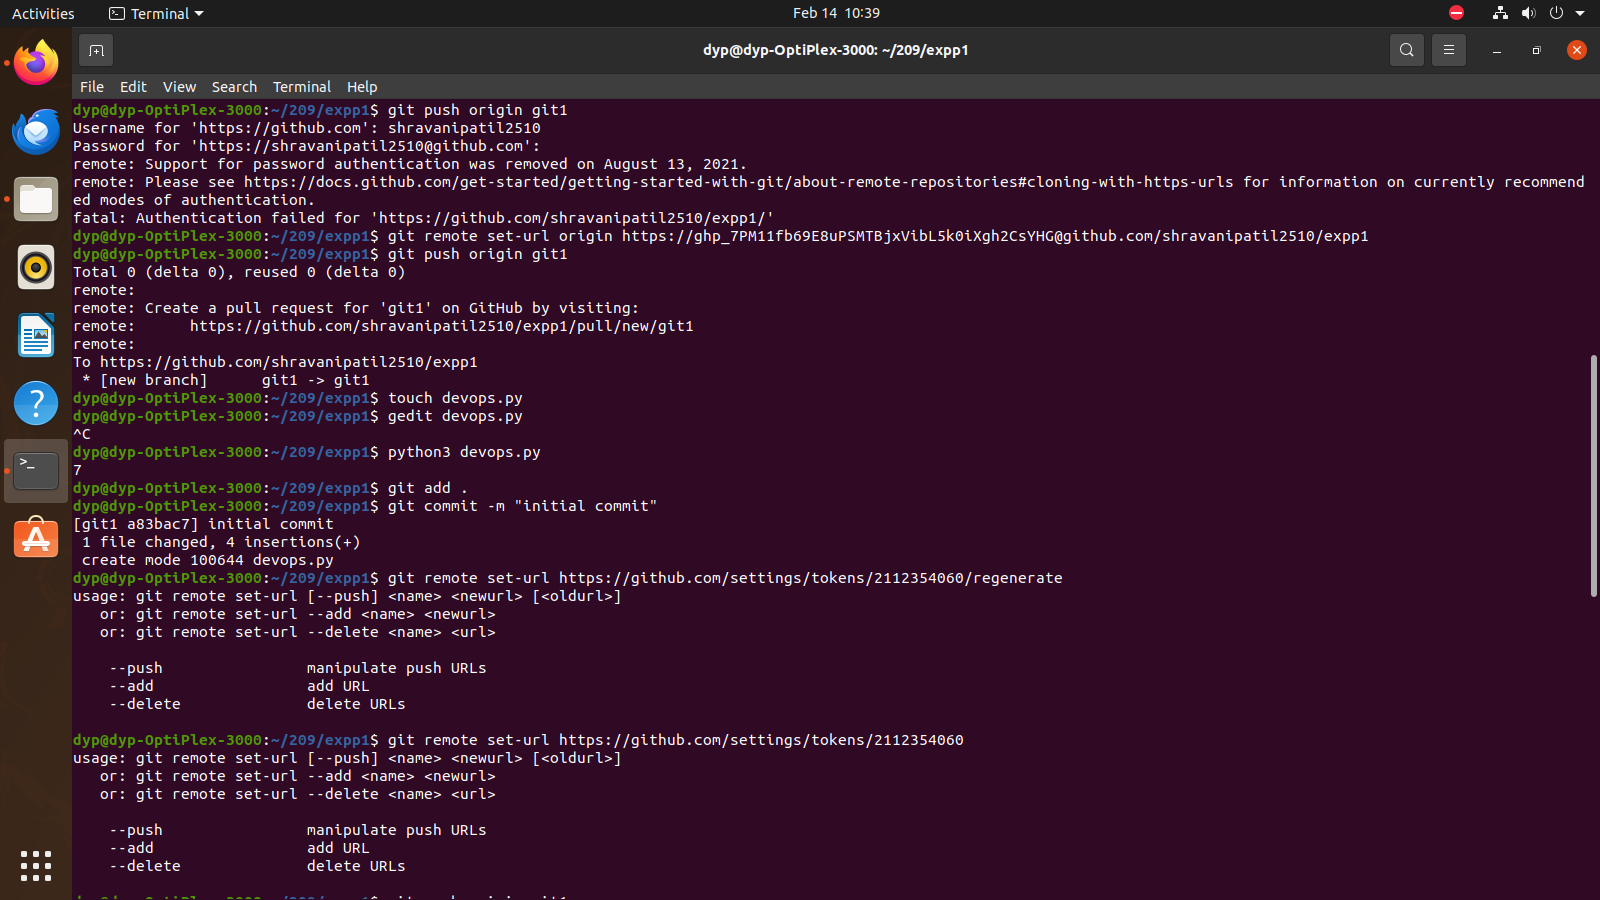 Activities
Terminal
Feb 14 10:39
dyp@dyp-OptiPlex-3000: ~/209/expp1
File Edit View Search Terminal Help
dyp@dyp-OptiPlex-3000:~/209/expp1$ git push origin git1
Username for 'https://github.com': shravanipatil2510
Password for 'https://shravanipatil2510@github.com':
remote: Support for password authentication was removed on August 13, 2021.
remote: Please see https://docs.github.com/get-started/getting-started-with-git/about-remote-repositories#cloning-with-https-urls for information on currently recommend
ed modes of authentication.
fatal: Authentication failed for 'https://github.com/shravanipatil2510/expp1/'
dyp@dyp-OptiPlex-3000:~/209/expp1$ git remote set-url origin https://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@github.com/shravanipatil2510/expp1
dyp@dyp-OptiPlex-3000:~/209/expp1$ git push origin git1
Total 0 (delta 0), reused 0 (delta 0)
remote:
remote: Create a pull request for 'git1' on GitHub by visiting:
remote:      https://github.com/shravanipatil2510/expp1/pull/new/git1
remote:
To https://github.com/shravanipatil2510/expp1
 * [new branch]      git1 -> git1
dyp@dyp-OptiPlex-3000:~/209/expp1$ touch devops.py
dyp@dyp-OptiPlex-3000:~/209/expp1$ gedit devops.py
^C
dyp@dyp-OptiPlex-3000:~/209/expp1$ python3 devops.py
7
dyp@dyp-OptiPlex-3000:~/209/expp1$ git add .
dyp@dyp-OptiPlex-3000:~/209/expp1$ git commit -m "initial commit"
[git1 a83bac7] initial commit
 1 file changed, 4 insertions(+)
 create mode 100644 devops.py
dyp@dyp-OptiPlex-3000:~/209/expp1$ git remote set-url https://github.com/settings/tokens/2112354060/regenerate
usage: git remote set-url [--push] <name> <newurl> [<oldurl>]
   or: git remote set-url --add <name> <newurl>
   or: git remote set-url --delete <name> <url>
    --push                manipulate push URLs
    --add                 add URL
    --delete              delete URLs
dyp@dyp-OptiPlex-3000:~/209/expp1$ git remote set-url https://github.com/settings/tokens/2112354060
usage: git remote set-url [--push] <name> <newurl> [<oldurl>]
   or: git remote set-url --add <name> <newurl>
   or: git remote set-url --delete <name> <url>
    --push                manipulate push URLs
    --add                 add URL
    --delete              delete URLs